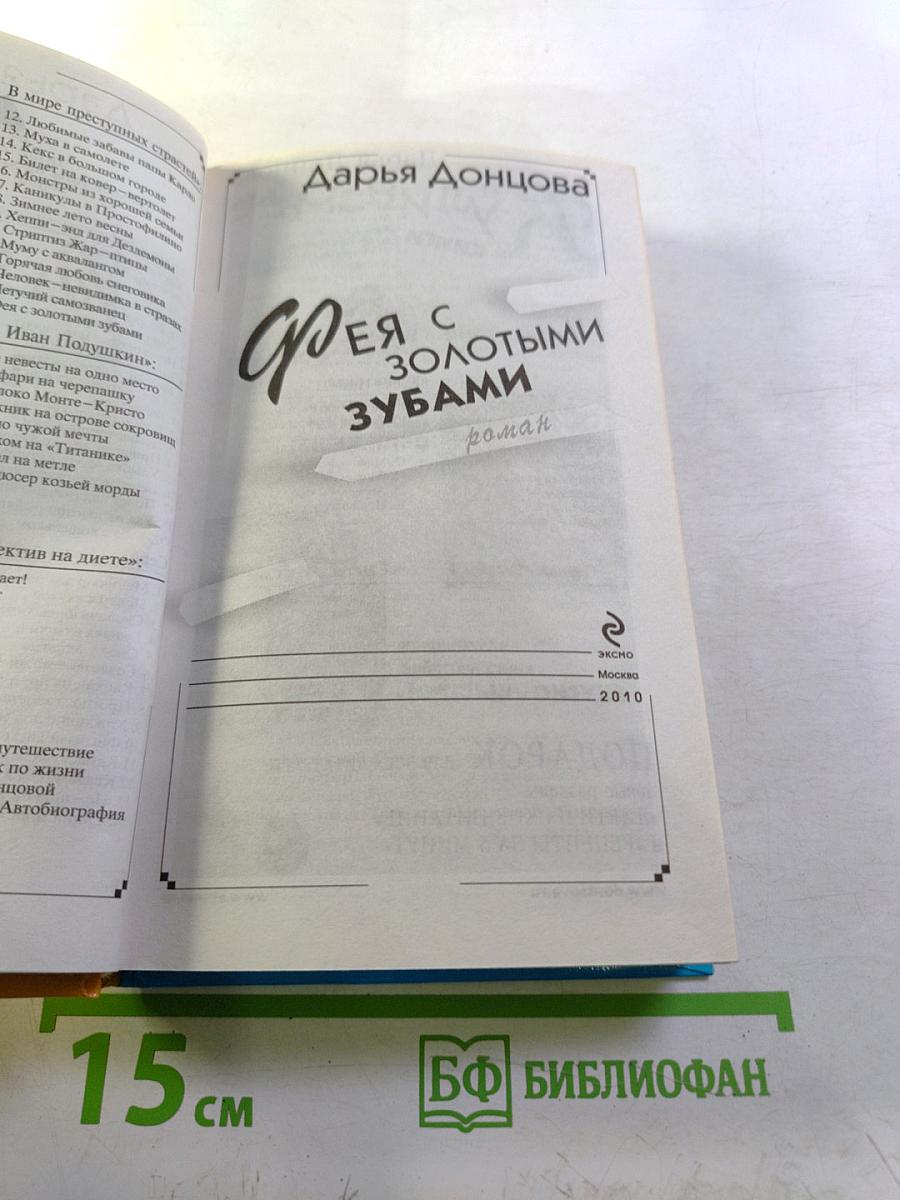 В мире преступных страстей»:
12. Любимые забавы папы Карло
13. Муха в самолете
14. Кекс в большом городе
15. Билет на ковер-вертолет
6. Монстры из хорошей семьи
7. Каникулы в Простофилино
8. Зимнее лето весны
Хеппи-энд для Дездемоны
Стриптиз Жар-птицы
Муму с аквалангом
Горячая любовь снеговика
Человек-невидимка в стразах
Летучий самозванец
Фея с золотыми зубами
Иван Подушкин»:
невесты на одно место
фари на черепашку
локо Монте-Кристо
ник на острове сокровищ
о чужой мечты
ом на «Титанике»
л на метле
юсер козьей морды
ектив на диете»:
ает!
путешествие
к по жизни
нцовой
Автобиография
Дарья Донцова
Фея с
золотыми
зубами
роман
эксмо
Москва
2010
15 см
БФ БИБЛИОФАН